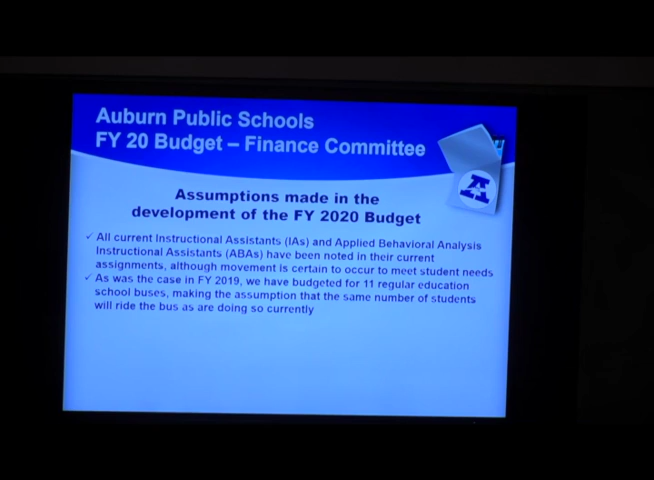 Auburn Public Schools
FY 20 Budget – Finance Committee
A
Assumptions made in the
development of the FY 2020 Budget
✓ All current Instructional Assistants (IAs) and Applied Behavioral Analysis
Instructional Assistants (ABAs) have been noted in their current
assignments, although movement is certain to occur to meet student needs
✓ As was the case in FY 2019, we have budgeted for 11 regular education
school buses, making the assumption that the same number of students
will ride the bus as are doing so currently